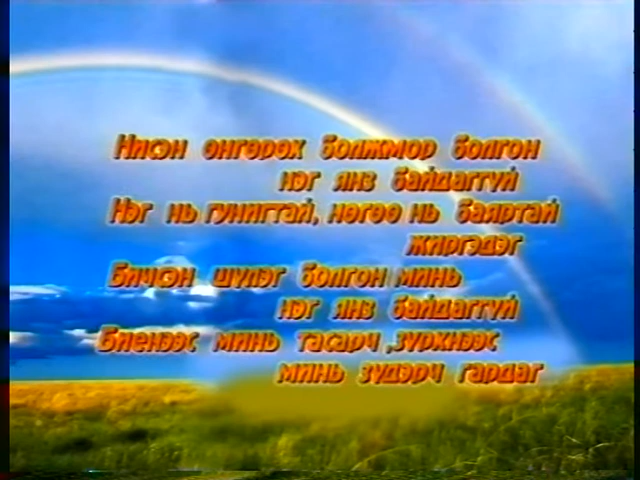 Нисэн өнгөрөх болжмор болгон
нэг янз байдаггүй
Нэг нь гуниггай, нөгөө нь баяртай
жиргэдэг
Бичсэн шүлэг болгон минь
нэг янз байдаггүй
Биенээс минь тасарч ,зүрхнээс
минь зүдэрч гардаг